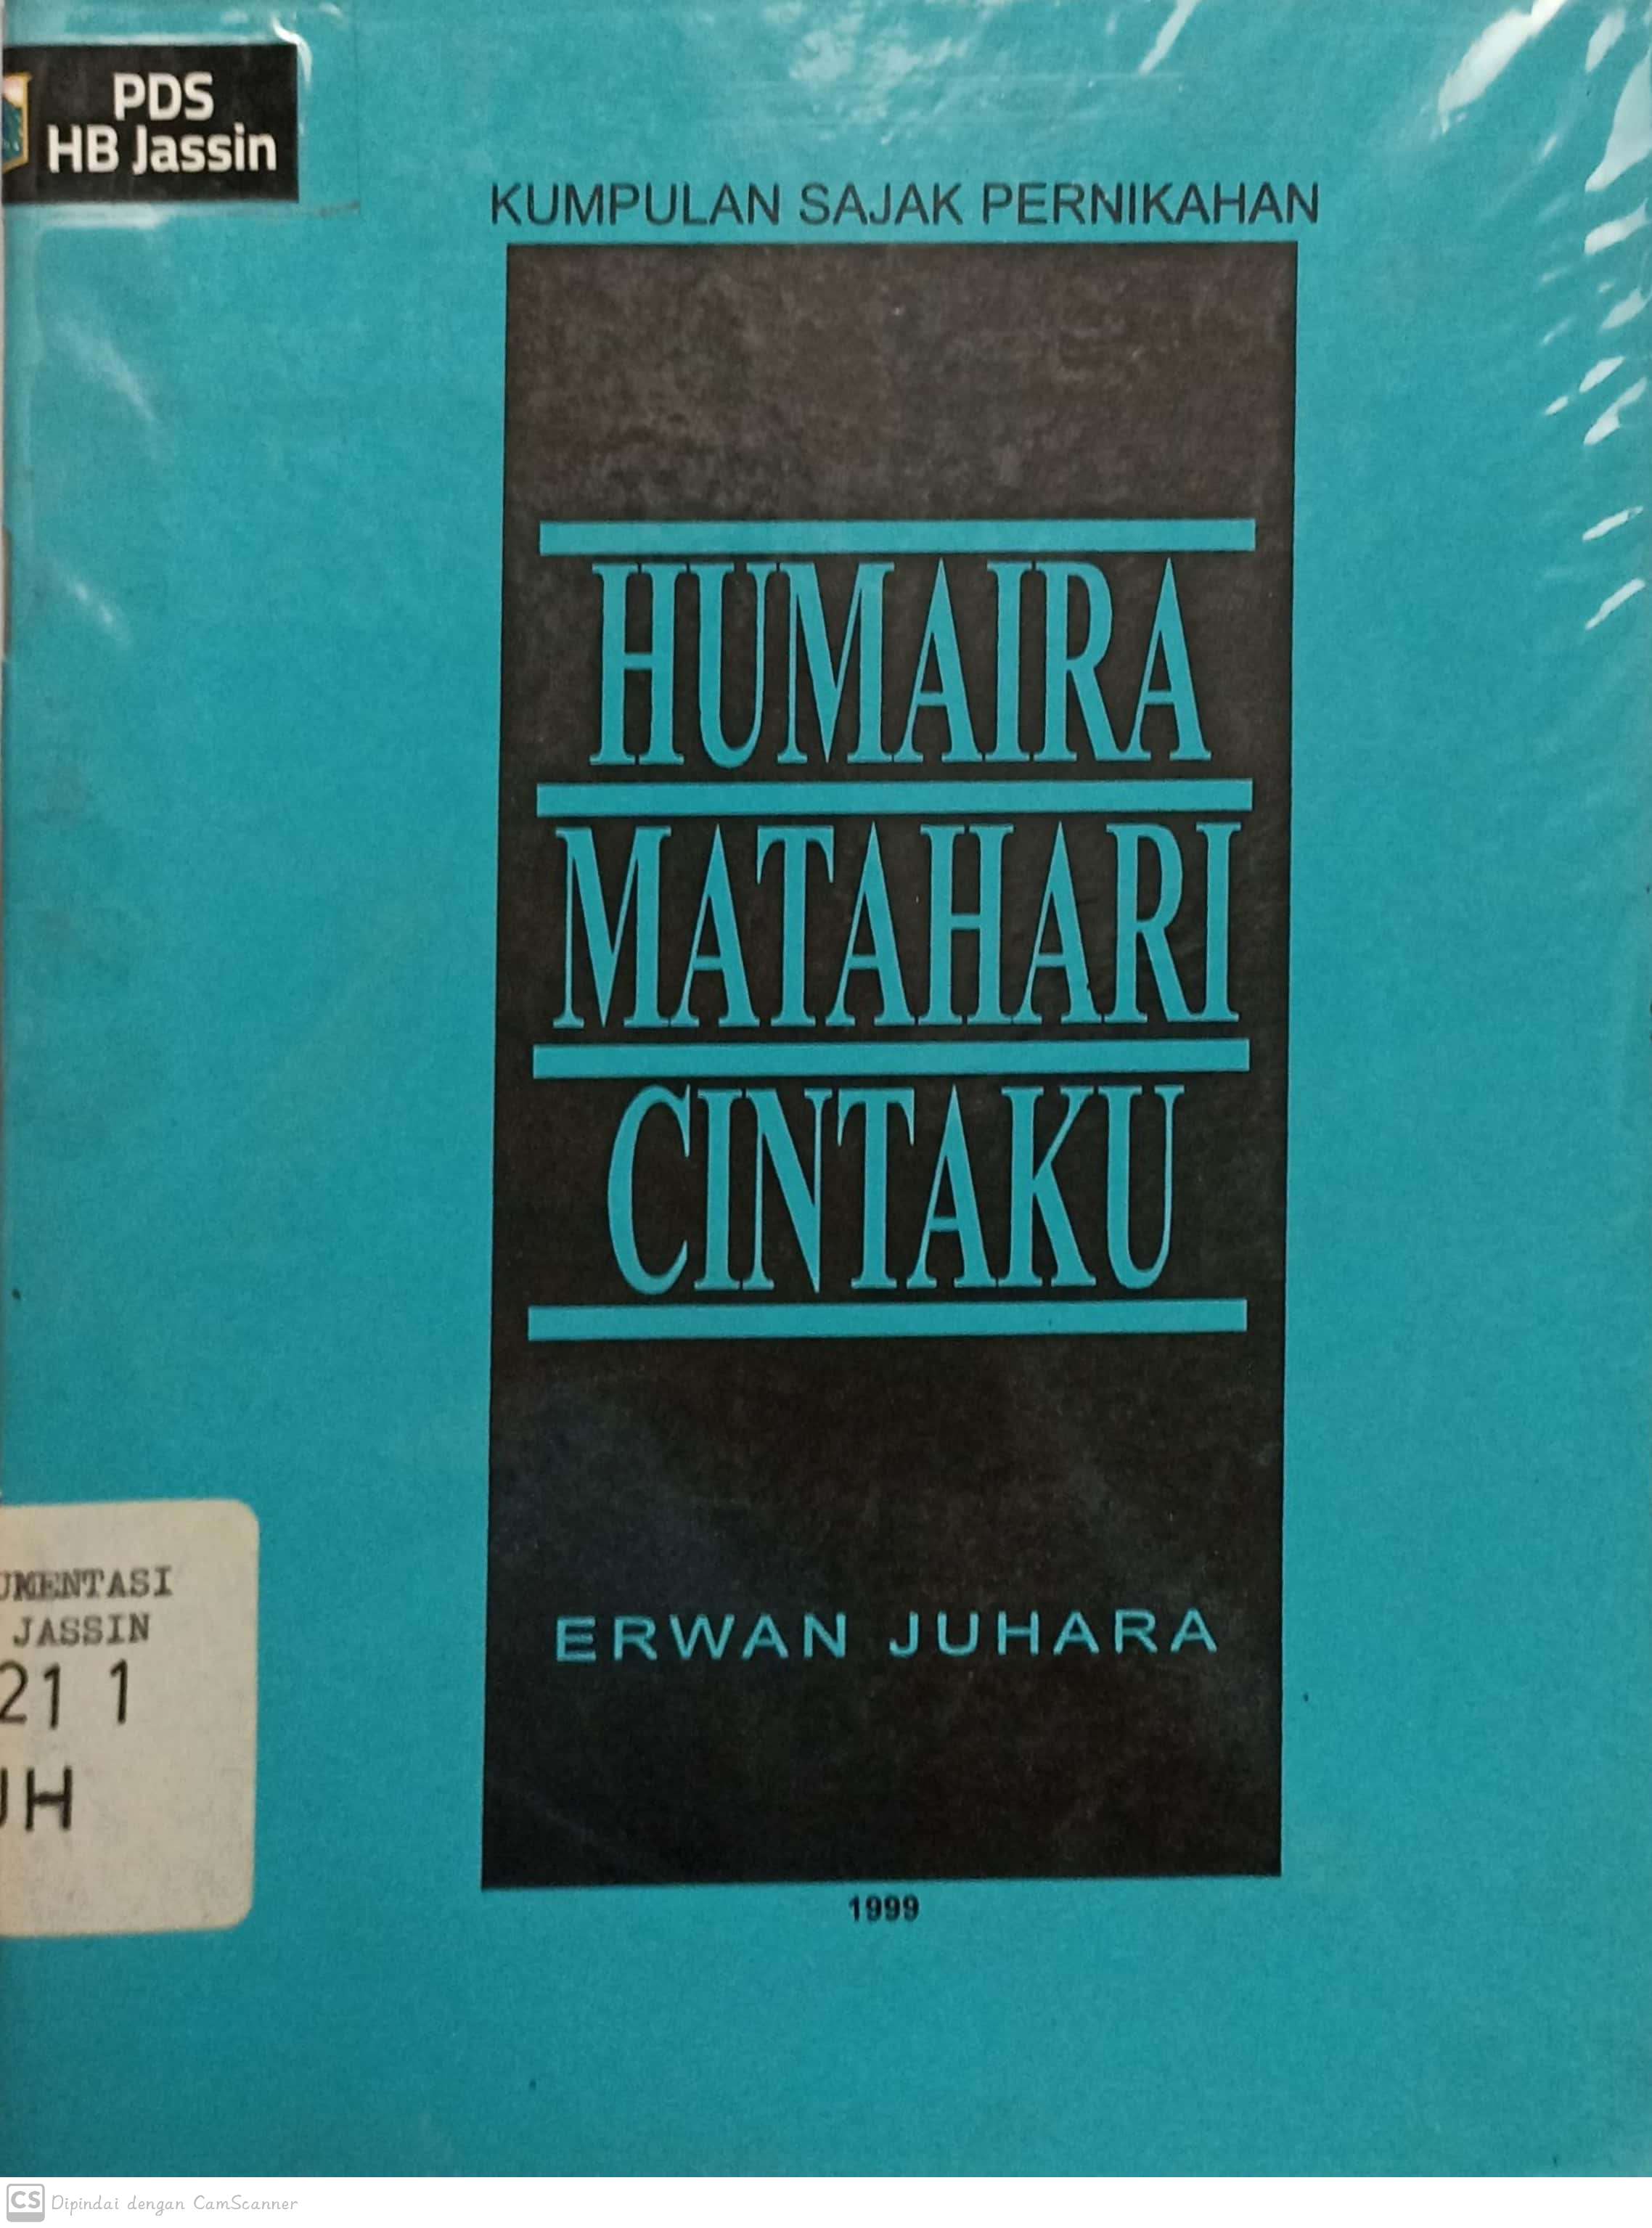 PDS
HB Jassin
KUMPULAN SAJAK PERNIKAHAN
HUMAIRA
MATAHARI
CINTAKU
UMENTASI
JASSIN
21 1
ERWAN JUHARA
JH
1999
CS Dipindai dengan CamScanner